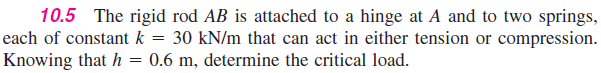 10.5 The rigid rod AB is attached to a hinge at A and to two springs,
each of constant k = 30 kN/m that can act in either tension or compression.
Knowing that h = 0.6 m, determine the critical load.